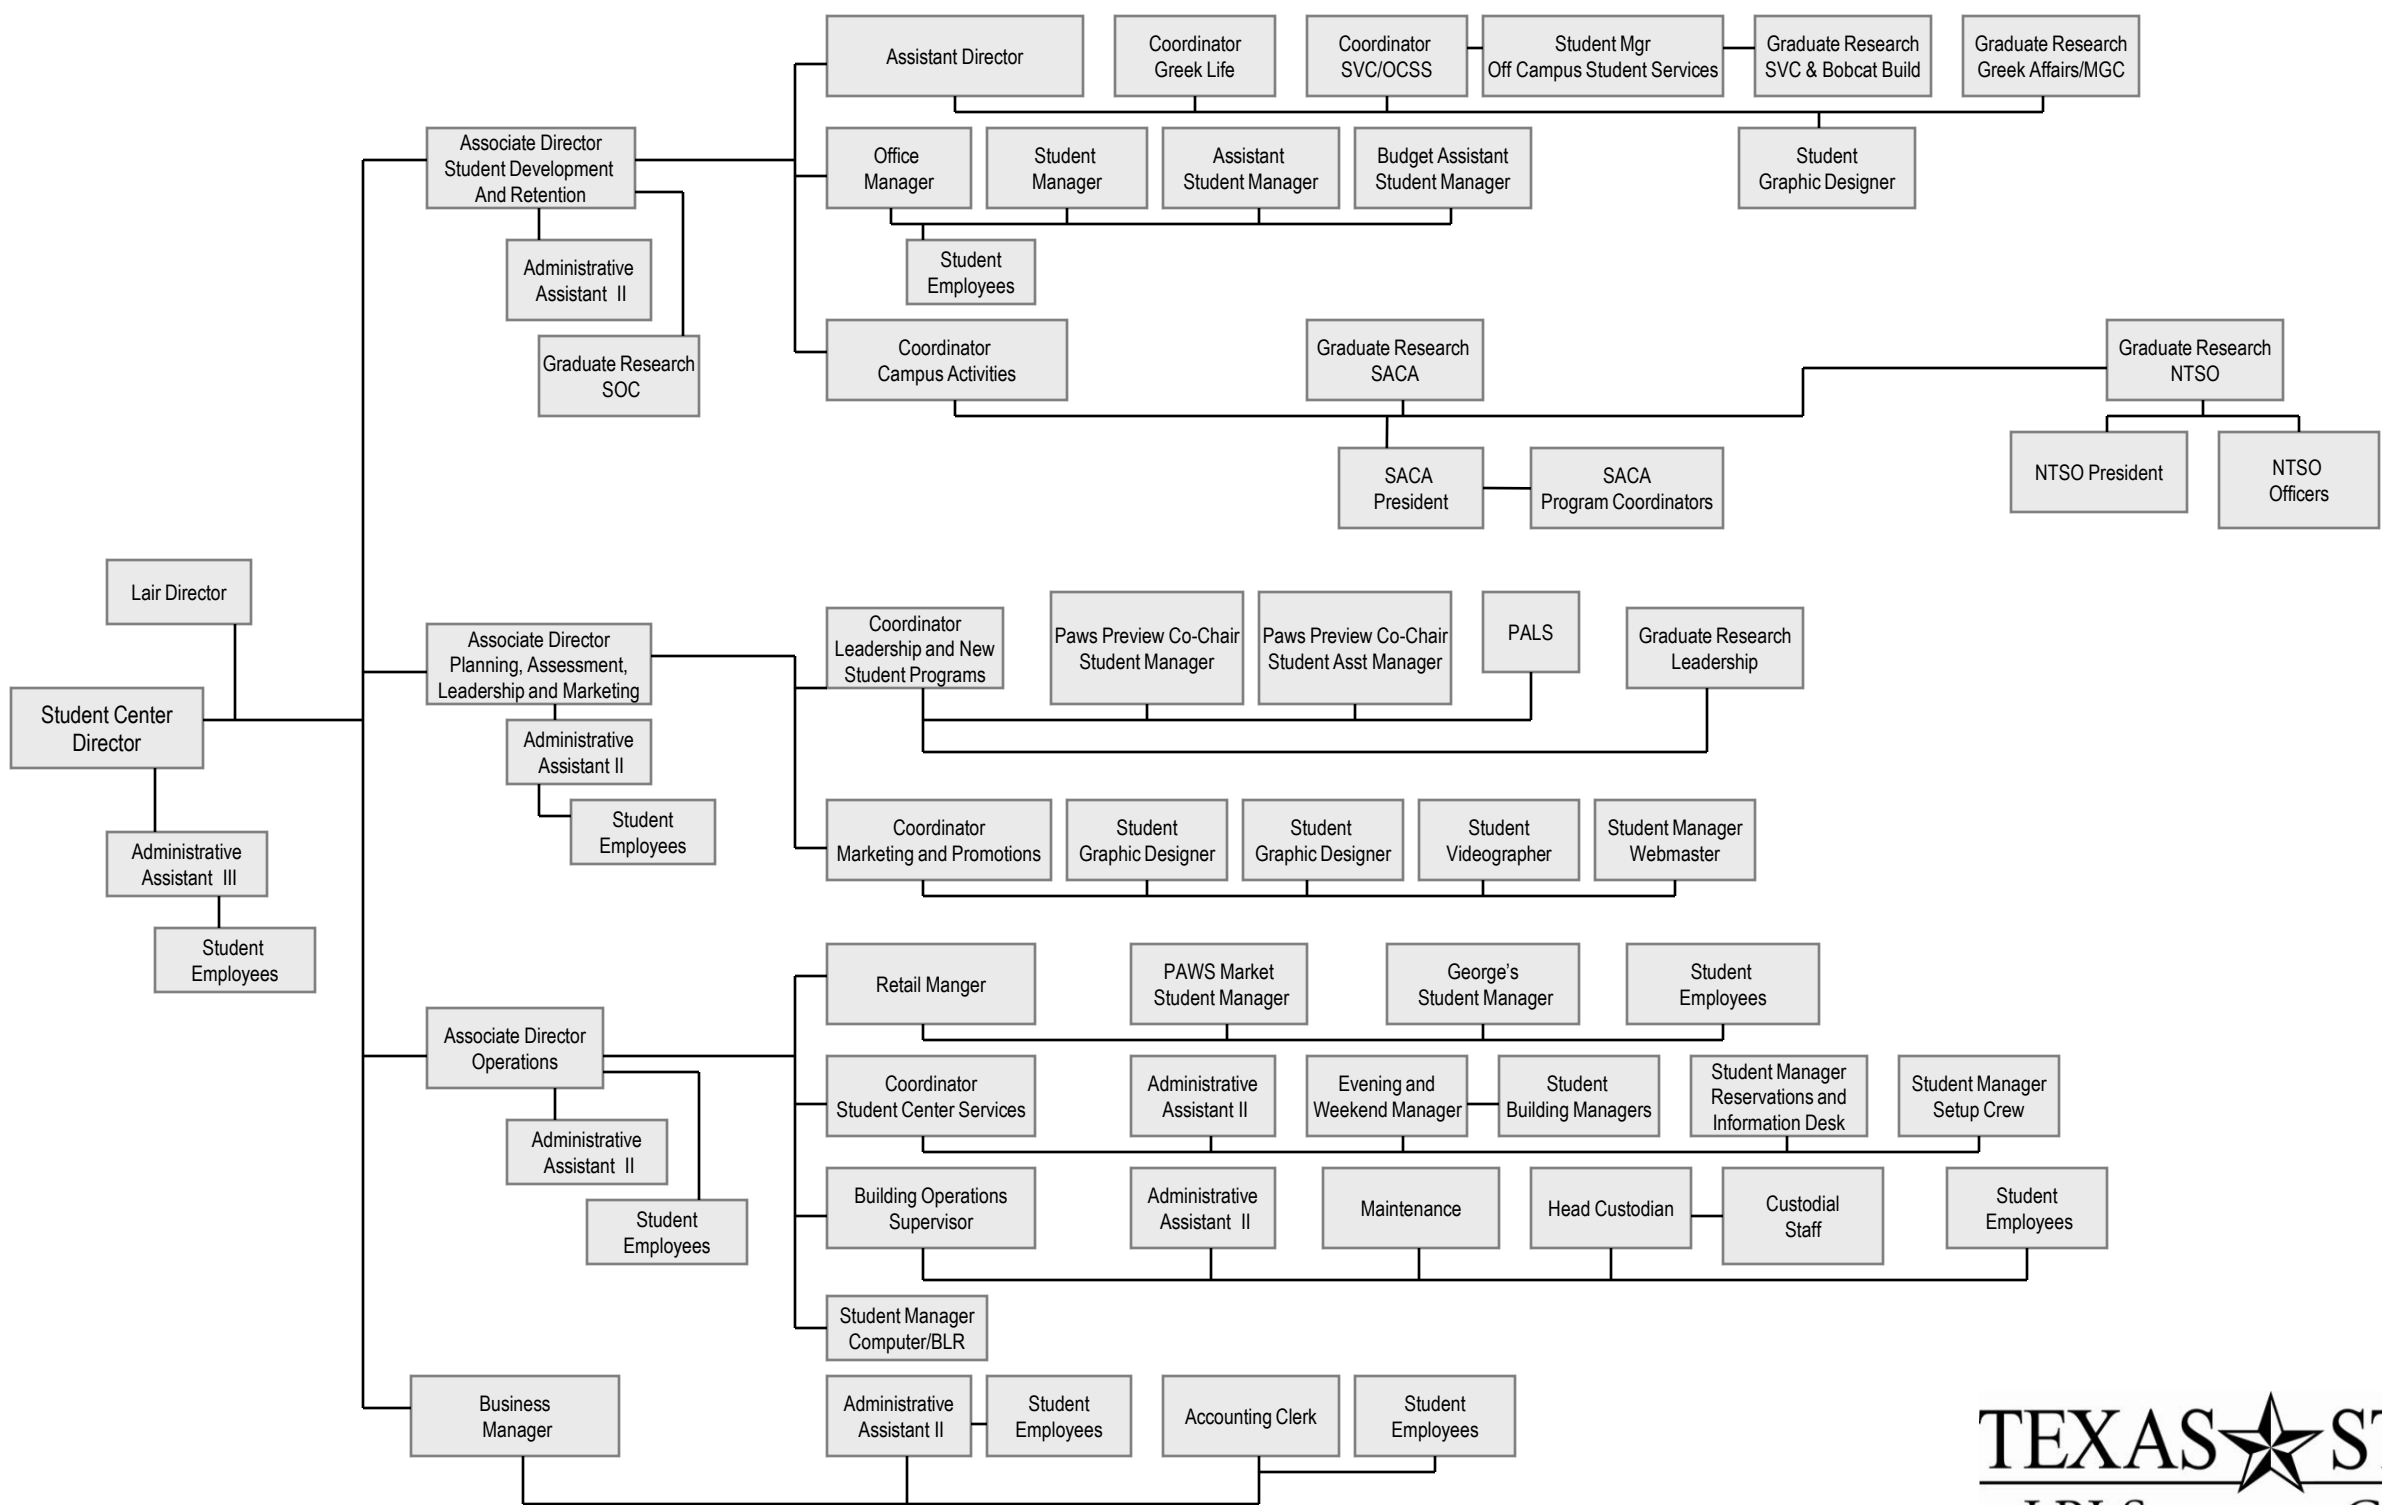 Assistant Director
Coordinator
Greek Life
Coordinator
SVC/OCSS
Student Mgr
Off Campus Student Services
Graduate Research
SVC & Bobcat Build
Graduate Research
Greek Affairs/MGC
Associate Director
Student Development
And Retention
Office
Manager
Student
Manager
Assistant
Student Manager
Budget Assistant
Student Manager
Student
Graphic Designer
Administrative
Assistant II
Student
Employees
Graduate Research
SOC
Coordinator
Campus Activities
Graduate Research
SACA
Graduate Research
NTSO
SACA
President
SACA
Program Coordinators
NTSO President
NTSO
Officers
Lair Director
Student Center
Director
Administrative
Assistant III
Student
Employees
Associate Director
Planning, Assessment,
Leadership and Marketing
Administrative
Assistant II
Student
Employees
Coordinator
Leadership and New
Student Programs
Paws Preview Co-Chair
Student Manager
Paws Preview Co-Chair
Student Asst Manager
PALS
Graduate Research
Leadership
Coordinator
Marketing and Promotions
Student
Graphic Designer
Student
Graphic Designer
Student
Videographer
Student Manager
Webmaster
Associate Director
Operations
Administrative
Assistant II
Student
Employees
Retail Manger
PAWS Market
Student Manager
George's
Student Manager
Student
Employees
Coordinator
Student Center Services
Administrative
Assistant II
Evening and
Weekend Manager
Student
Building Managers
Student Manager
Reservations and
Information Desk
Student Manager
Setup Crew
Building Operations
Supervisor
Administrative
Assistant II
Maintenance
Head Custodian
Custodial
Staff
Student
Employees
Student Manager
Computer/BLR
Business
Manager
Administrative
Assistant II
Student
Employees
Accounting Clerk
Student
Employees
TEXAS